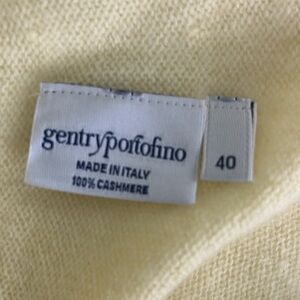 gentryportofino
MADE IN ITALY
100% CASHMERE
40